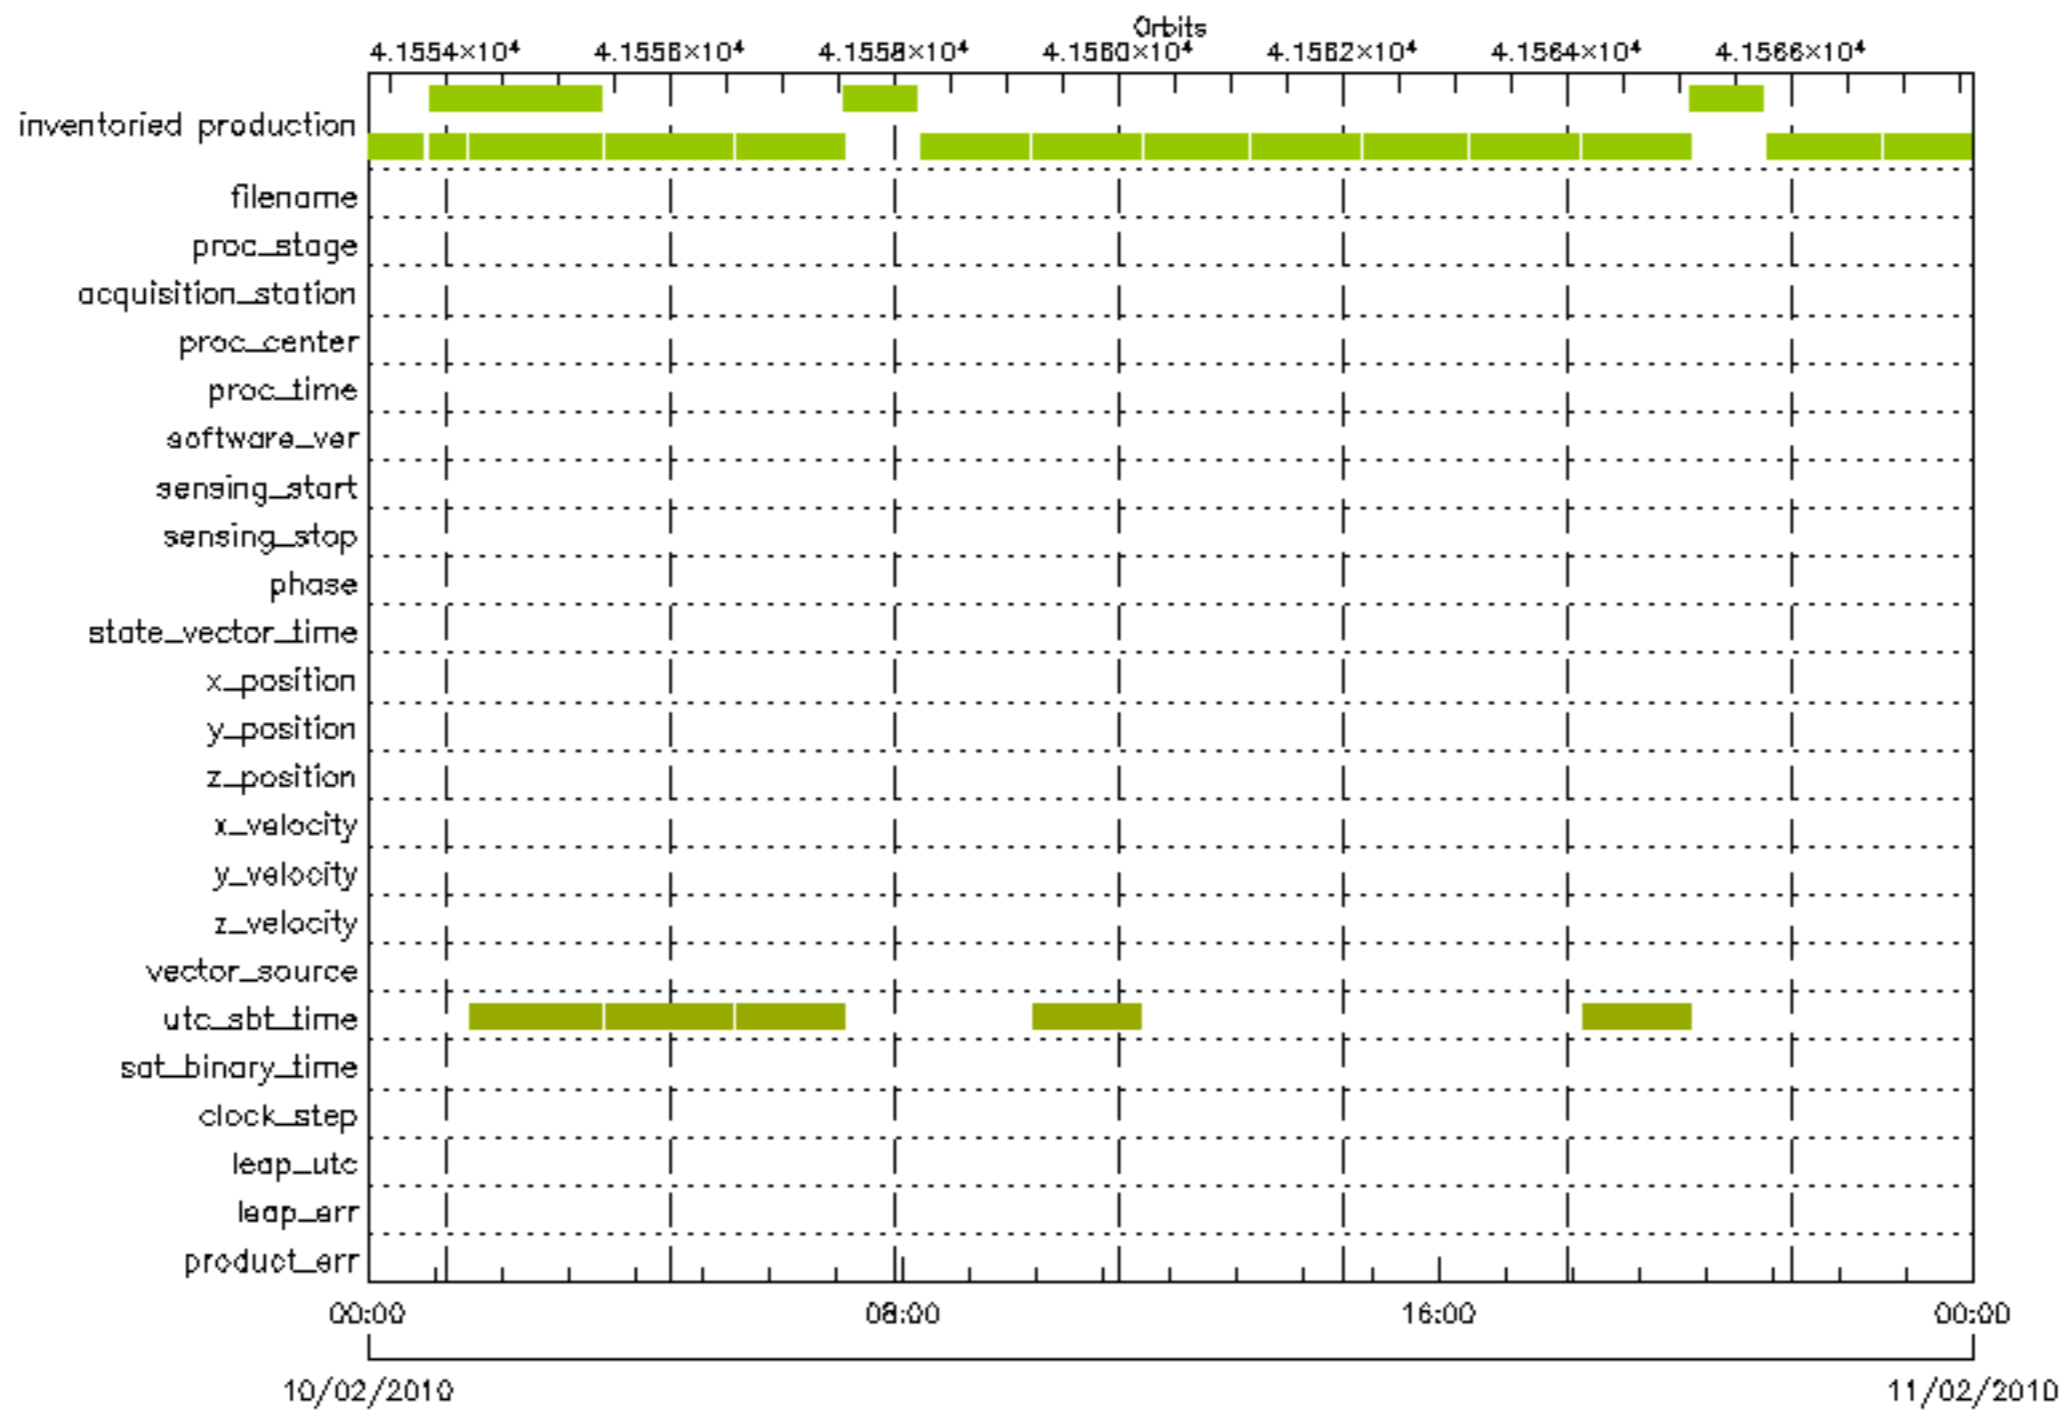 Orbits
4.1554×10⁴ 4.1556×10⁴ 4.1558×10⁴ 4.1560×10⁴ 4.1562×10⁴ 4.1564×10⁴ 4.1566×10⁴
inventoried production
filename
proc_stage
acquisition_station
proc_center
proc_time
software_ver
sensing_start
sensing_stop
phase
state_vector_time
x_position
y_position
z_position
x_velocity
y_velocity
z_velocity
vector_source
utc_sbt_time
sat_binary_time
clock_step
leap_utc
leap_err
product_err
00:00 08:00 16:00 00:00
10/02/2010 11/02/2010